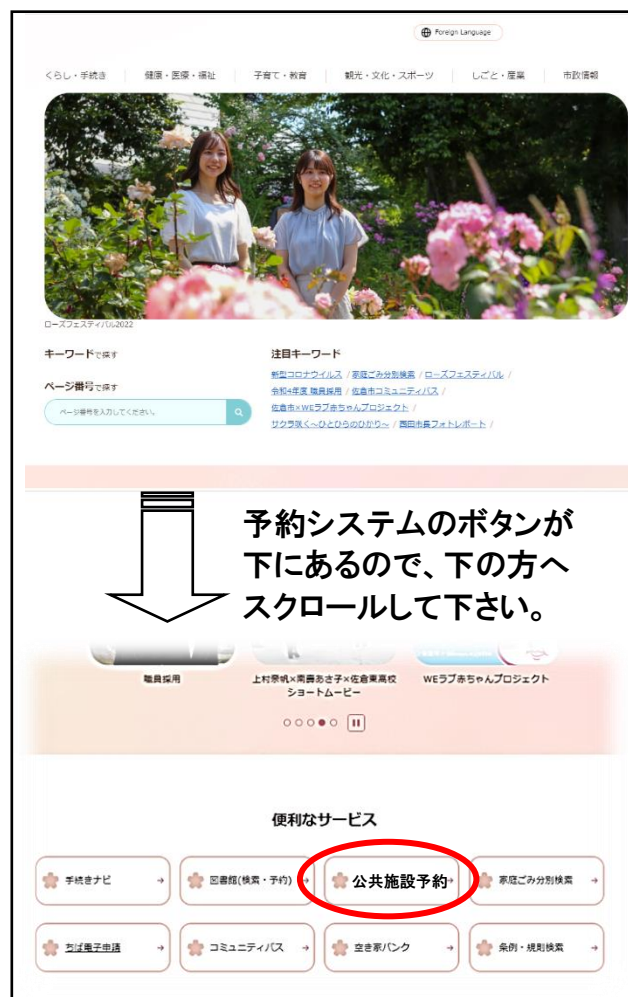 Foreign Language
くらし・手続き 健康・医療・福祉 子育て・教育 観光・文化・スポーツ しごと・産業 市政情報
ローズフェスティバル2022
キーワードで探す
ページ番号で探す
ページ番号を入力してください。
注目キーワード
新型コロナウイルス / 家庭ごみ分別検索 / ローズフェスティバル /
令和4年度 職員採用 / 佐倉市コミュニティバス /
佐倉市×WEラブ赤ちゃんプロジェクト /
サクラ咲く~ひとひらのひかり~ / 西田市長フォトレポート /
予約システムのボタンが
下にあるので、下の方へ
スクロールして下さい。
職員採用
上村奈帆×南壽あさ子×佐倉東高校
ショートムービー
WEラブ赤ちゃんプロジェクト
便利なサービス
手続きナビ
図書館(検索・予約)
公共施設予約
家庭ごみ分別検索
ちば電子申請
コミュニティバス
空き家バンク
条例・規則検索